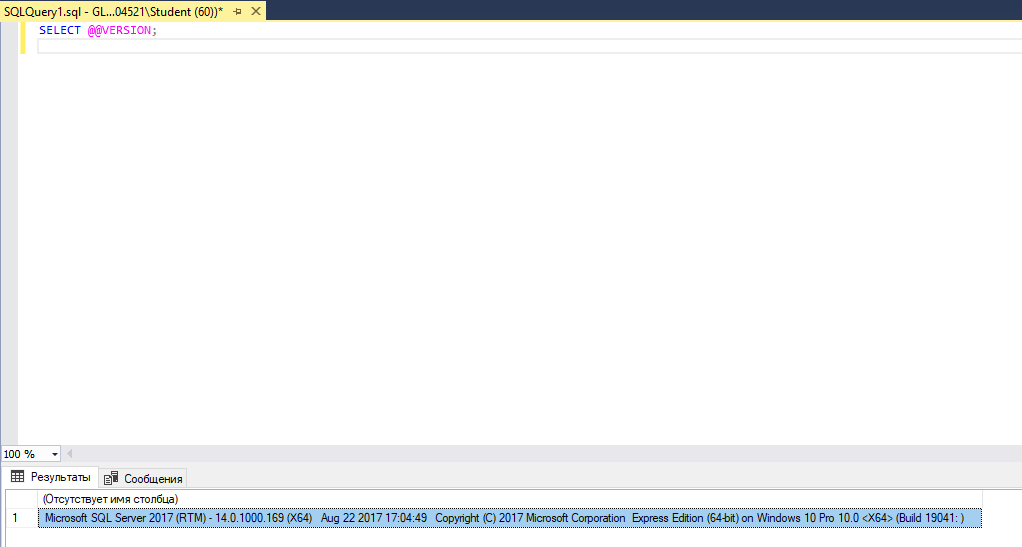 SQLQuery1.sql - GL...04521\Student (60))*
SELECT @@VERSION;
100 %
Результаты Сообщения
(Отсутствует имя столбца)
1 Microsoft SQL Server 2017 (RTM) - 14.0.1000.169 (X64) Aug 22 2017 17:04:49 Copyright (C) 2017 Microsoft Corporation Express Edition (64-bit) on Windows 10 Pro 10.0 <X64> (Build 19041: )